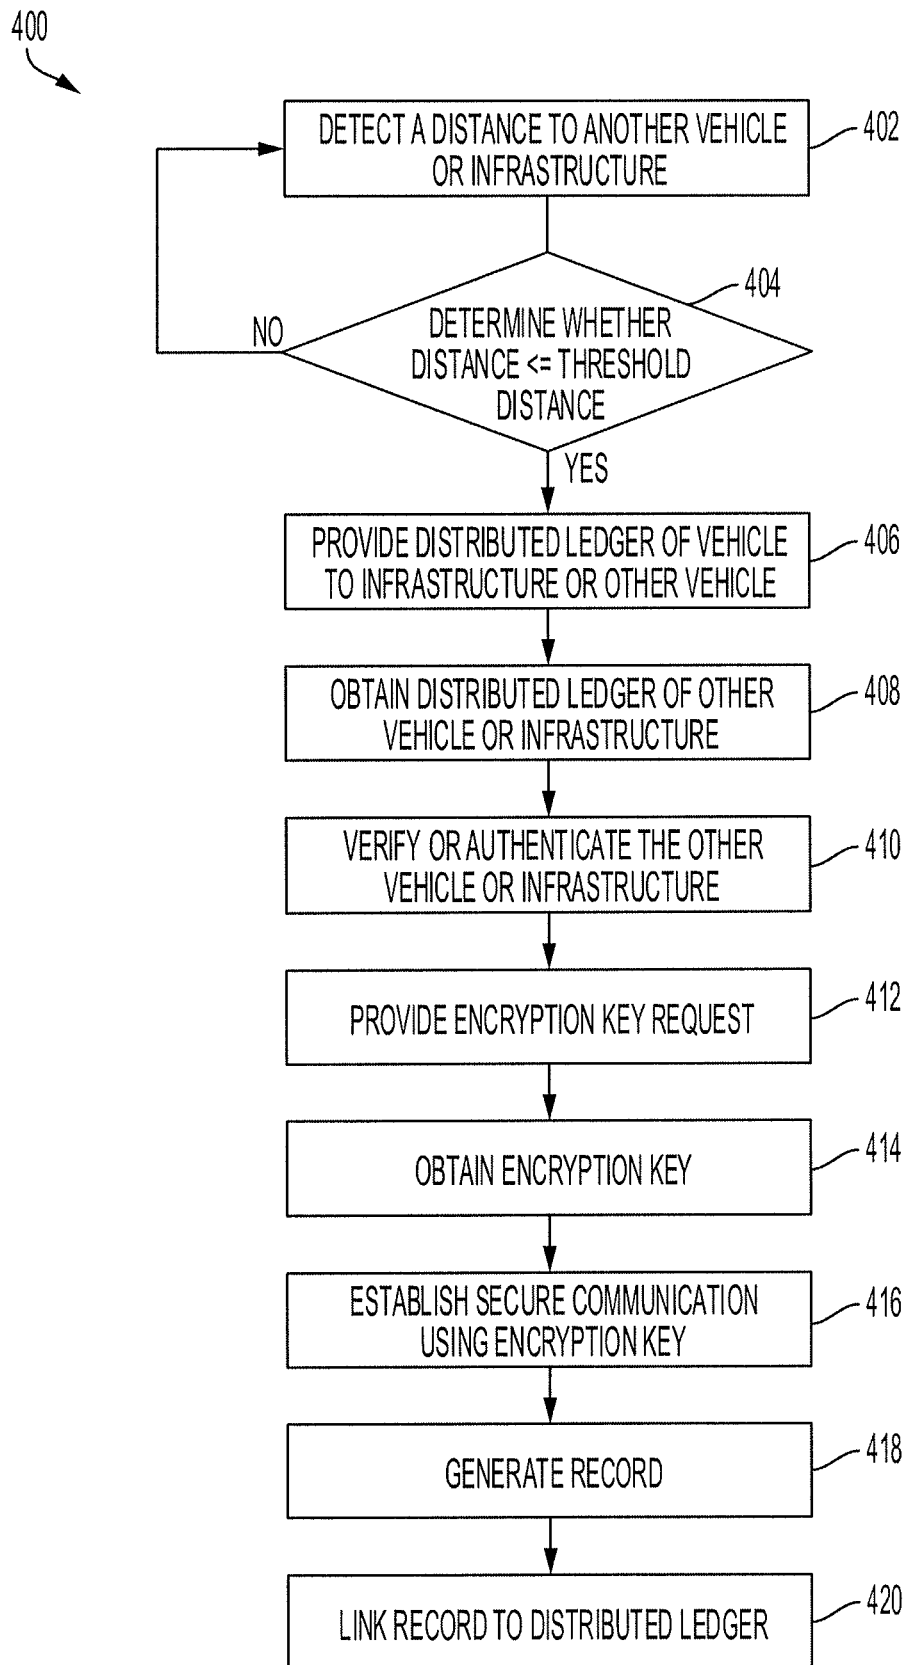 400
DETECT A DISTANCE TO ANOTHER VEHICLE
OR INFRASTRUCTURE
402
404
NO
DETERMINE WHETHER
DISTANCE <= THRESHOLD
DISTANCE
YES
PROVIDE DISTRIBUTED LEDGER OF VEHICLE
TO INFRASTRUCTURE OR OTHER VEHICLE
406
OBTAIN DISTRIBUTED LEDGER OF OTHER
VEHICLE OR INFRASTRUCTURE
408
VERIFY OR AUTHENTICATE THE OTHER
VEHICLE OR INFRASTRUCTURE
410
PROVIDE ENCRYPTION KEY REQUEST
412
OBTAIN ENCRYPTION KEY
414
ESTABLISH SECURE COMMUNICATION
USING ENCRYPTION KEY
416
GENERATE RECORD
418
LINK RECORD TO DISTRIBUTED LEDGER
420